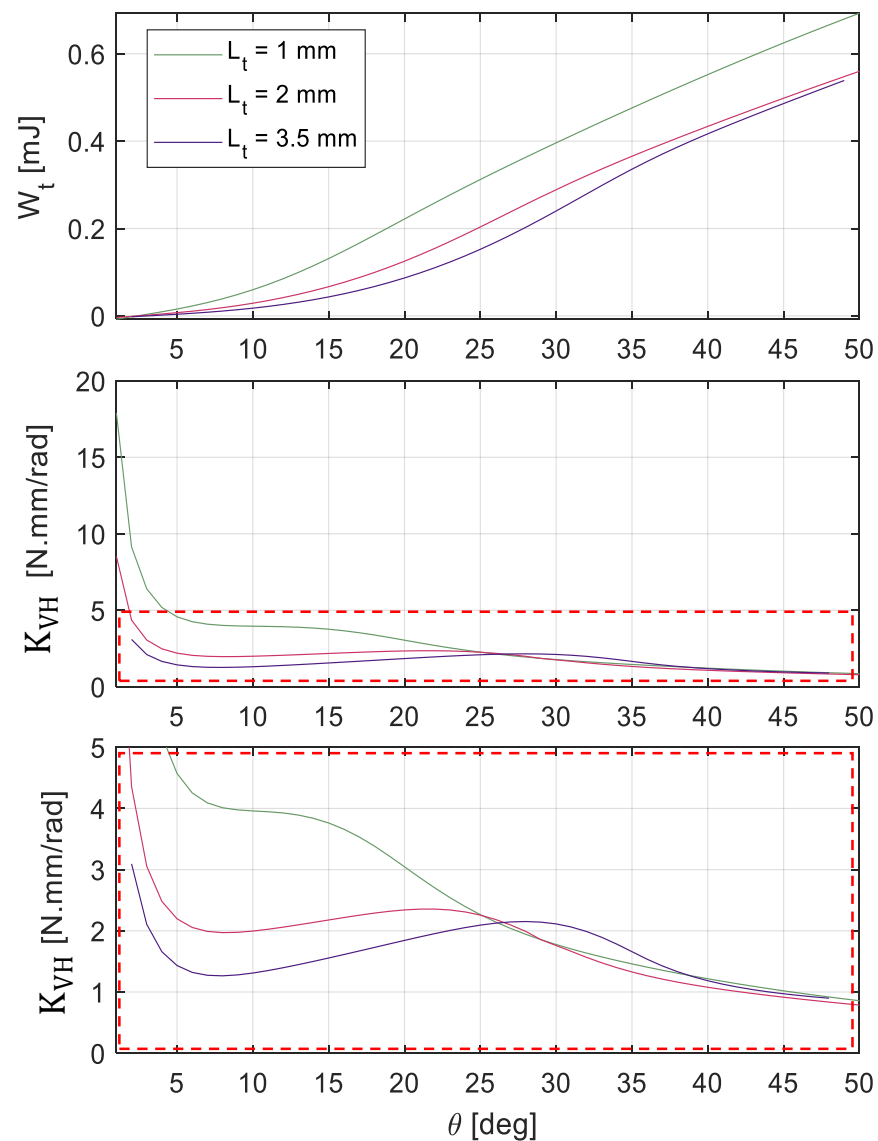 W_t [mJ]
0.6
0.4
0.2
0
L_t = 1 mm
L_t = 2 mm
L_t = 3.5 mm
5 10 15 20 25 30 35 40 45 50
K_VH [N.mm/rad]
20
15
10
5
0
5 10 15 20 25 30 35 40 45 50
K_VH [N.mm/rad]
5
4
3
2
1
0
5 10 15 20 25 30 35 40 45 50
θ [deg]